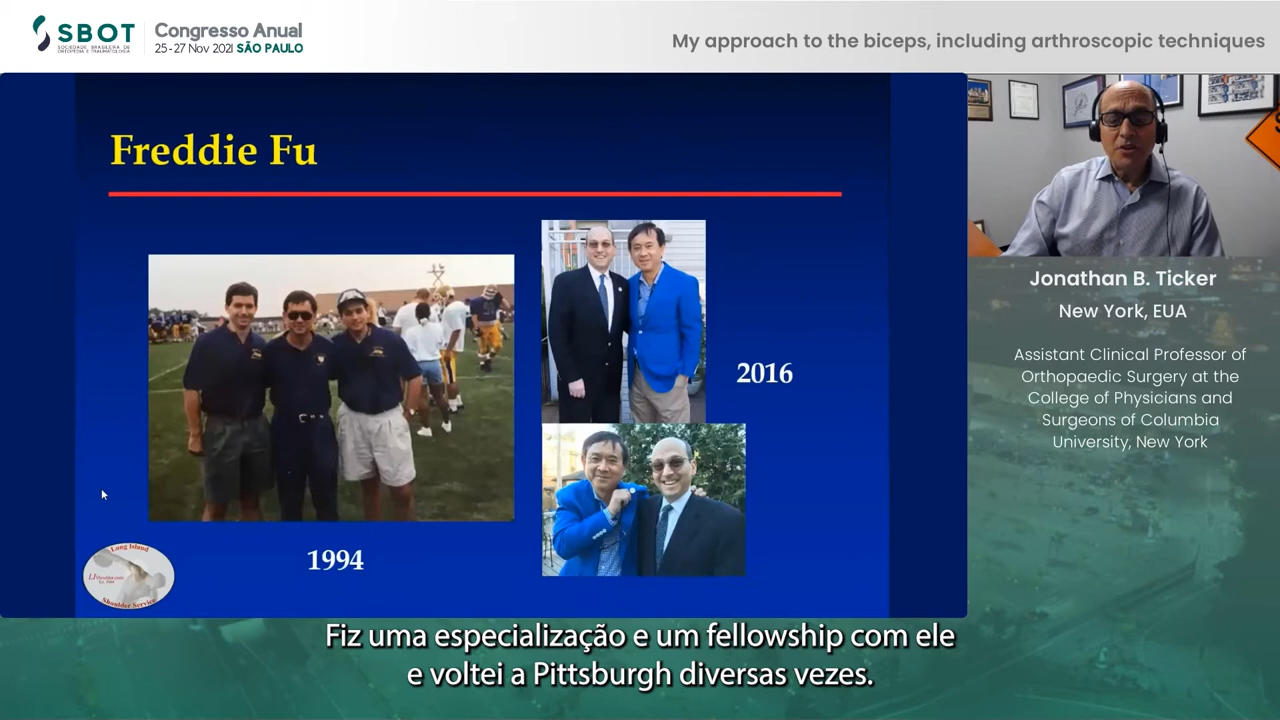 SBOT
SOCIEDADE BRASILEIRA DE
ORTOPEDIA E TRAUMATOLOGIA
Congresso Anual
25-27 Nov 2021 SÃO PAULO
My approach to the biceps, including arthroscopic techniques
Freddie Fu
2016
1994
Long Island
LIShoulder.com
Shoulder Service
Jonathan B. Ticker
New York, EUA
Assistant Clinical Professor of
Orthopaedic Surgery at the
College of Physicians and
Surgeons of Columbia
University, New York
Fiz uma especialização e um fellowship com ele
e voltei a Pittsburgh diversas vezes.